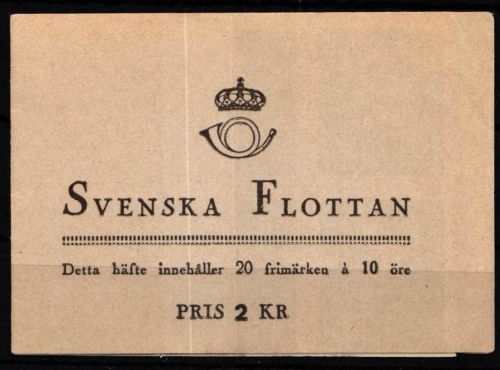 SVENSKA FLOTTAN
Detta häfte innehåller 20 frimärken à 10 öre
PRIS 2 KR